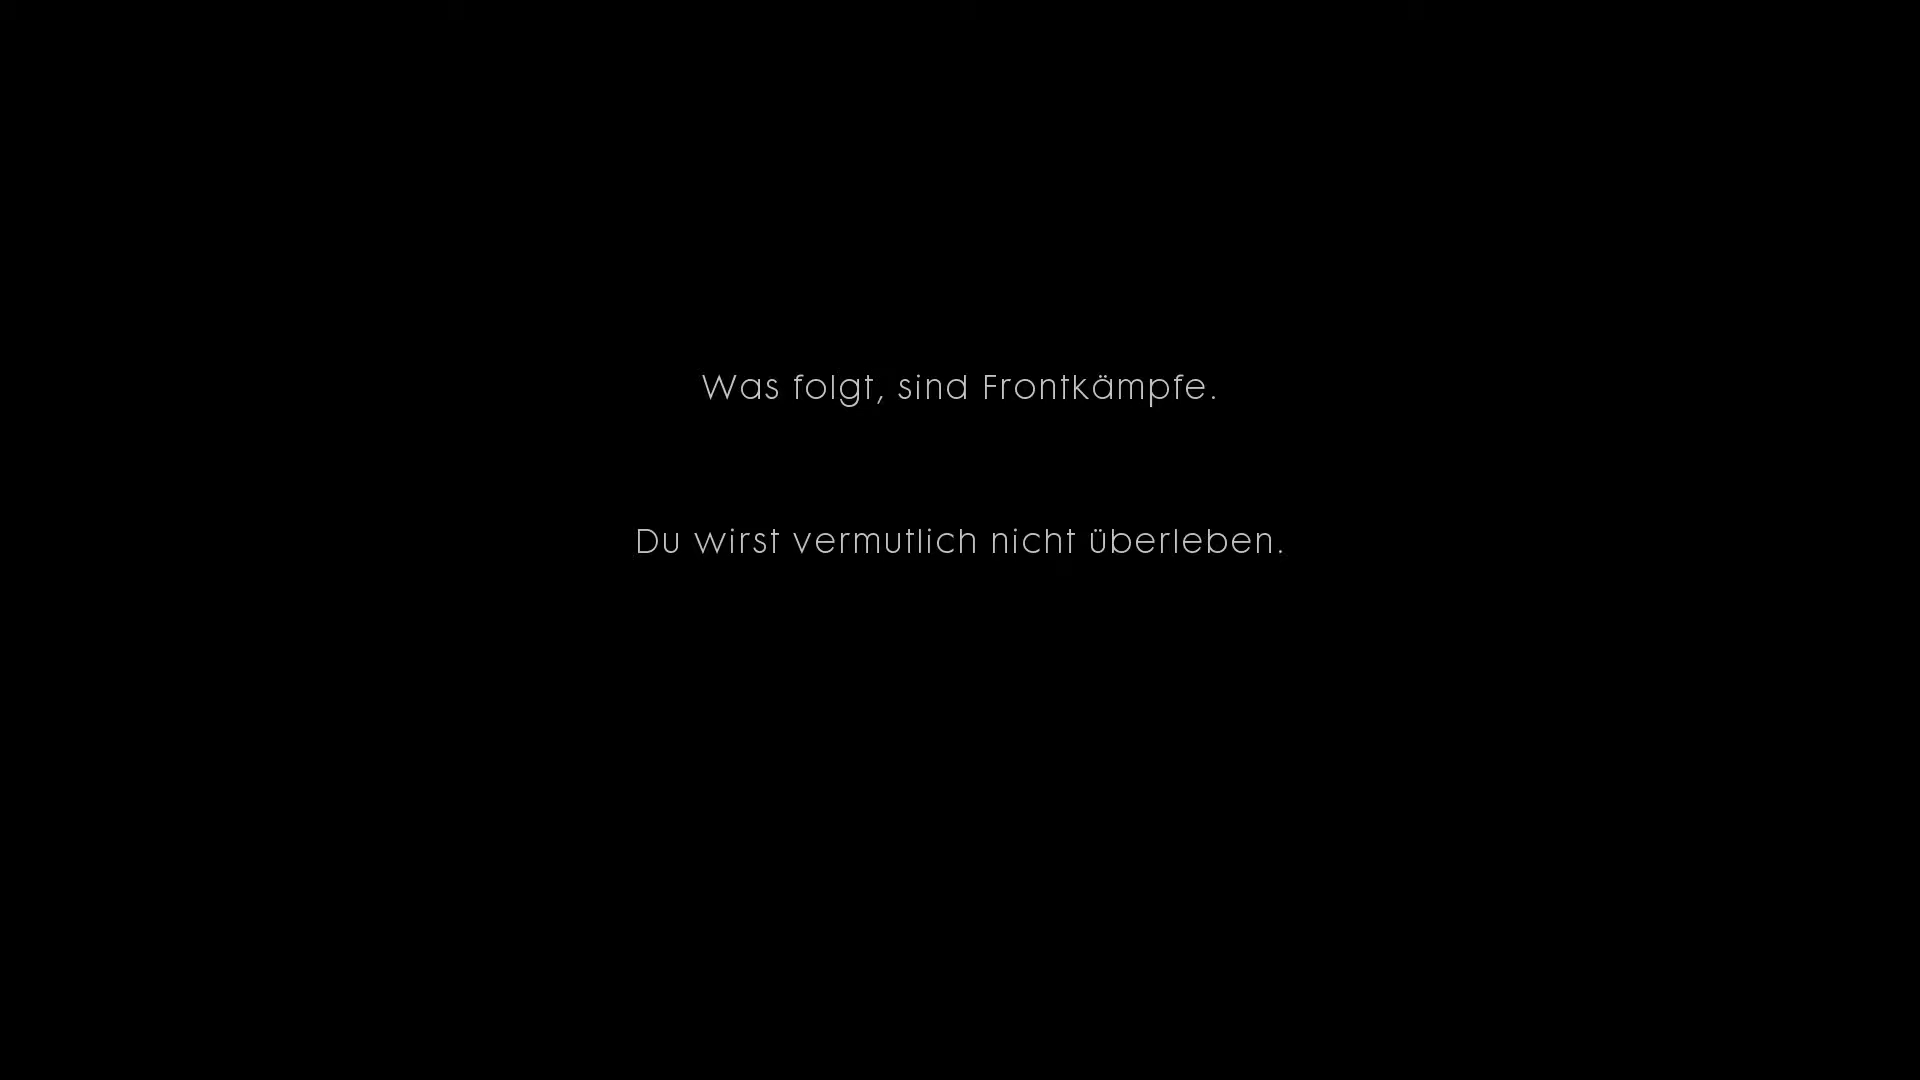 Was folgt, sind Frontkämpfe.
Du wirst vermutlich nicht überleben.